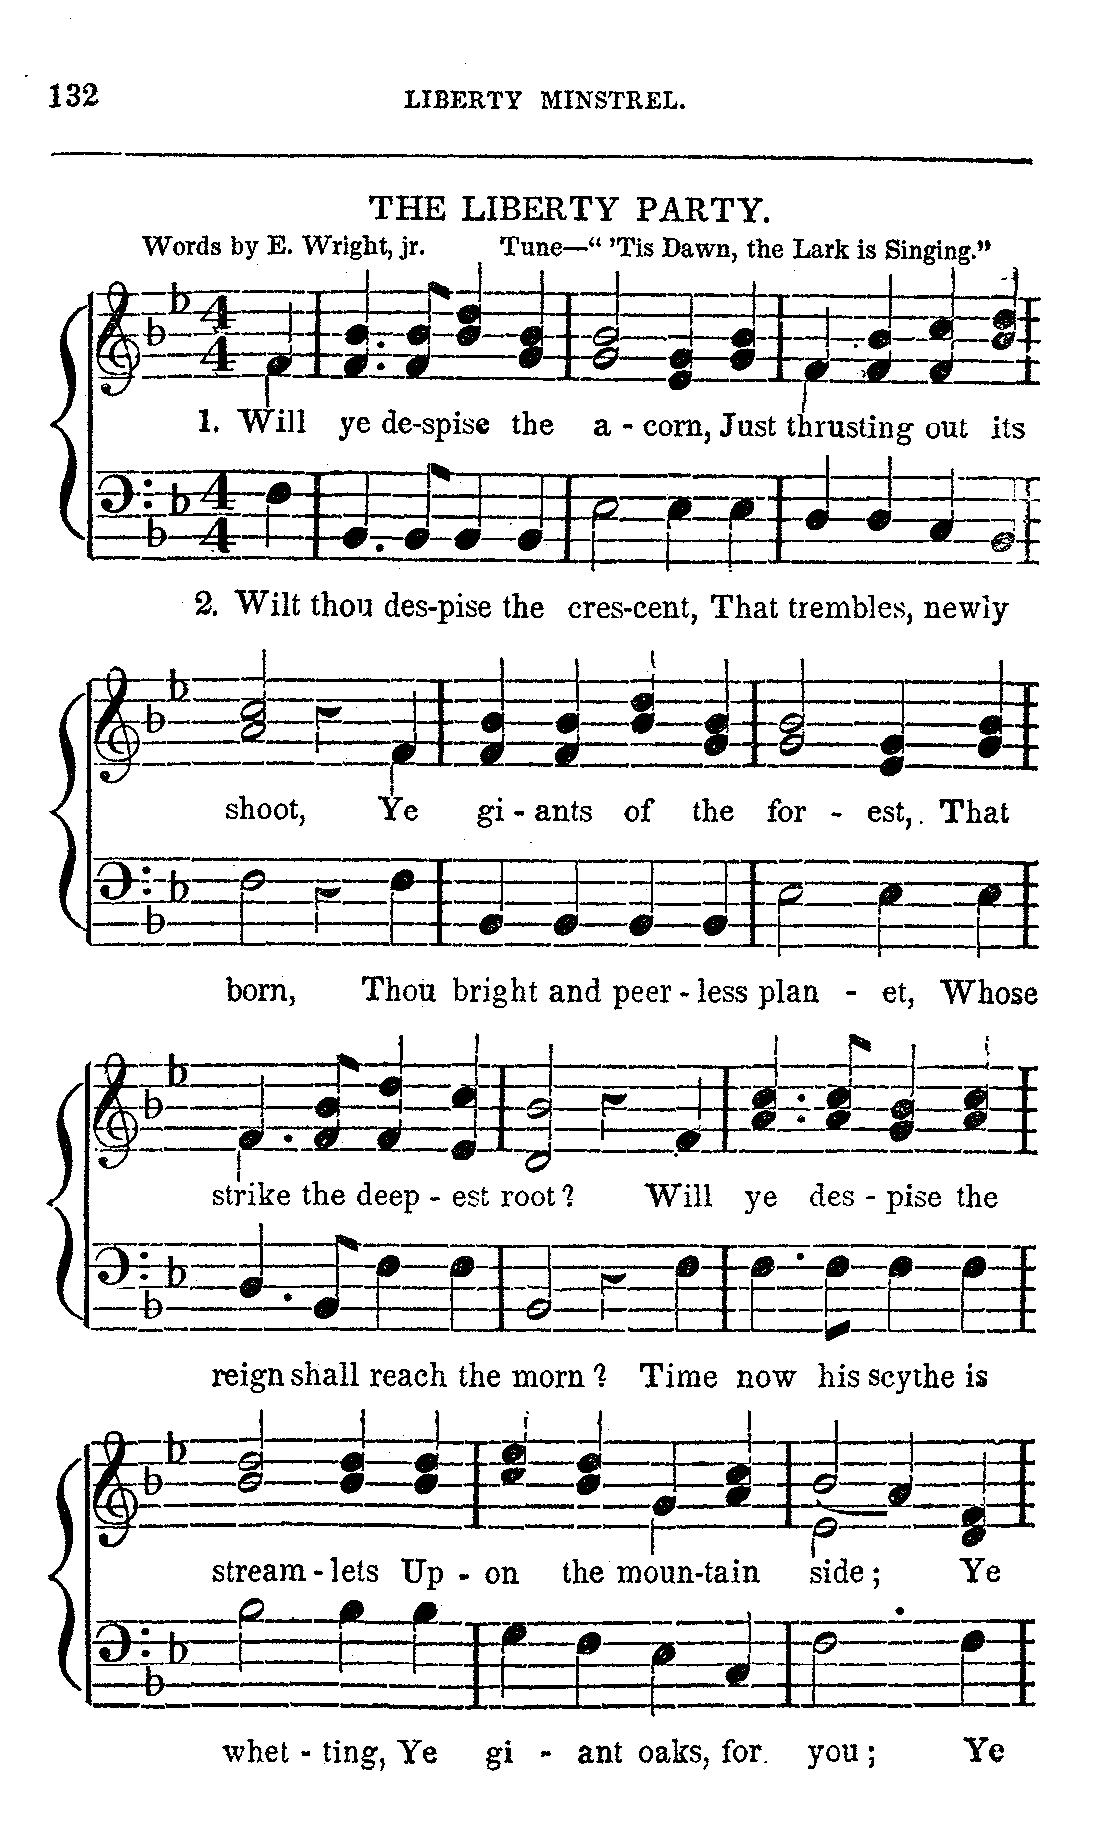 132
LIBERTY MINSTREL.
THE LIBERTY PARTY.
Words by E. Wright, jr. Tune—“ ’Tis Dawn, the Lark is Singing.”
4
4
1. Will ye de-spise the a - corn, Just thrusting out its
4
4
2. Wilt thou des-pise the cres-cent, That trembles, newly
shoot, Ye gi - ants of the for - est, . That
born, Thou bright and peer - less plan - et, Whose
strike the deep - est root? Will ye des - pise the
reign shall reach the morn? Time now his scythe is
stream - lets Up - on the moun-tain side; Ye
whet - ting, Ye gi - ant oaks, for. you; Ye